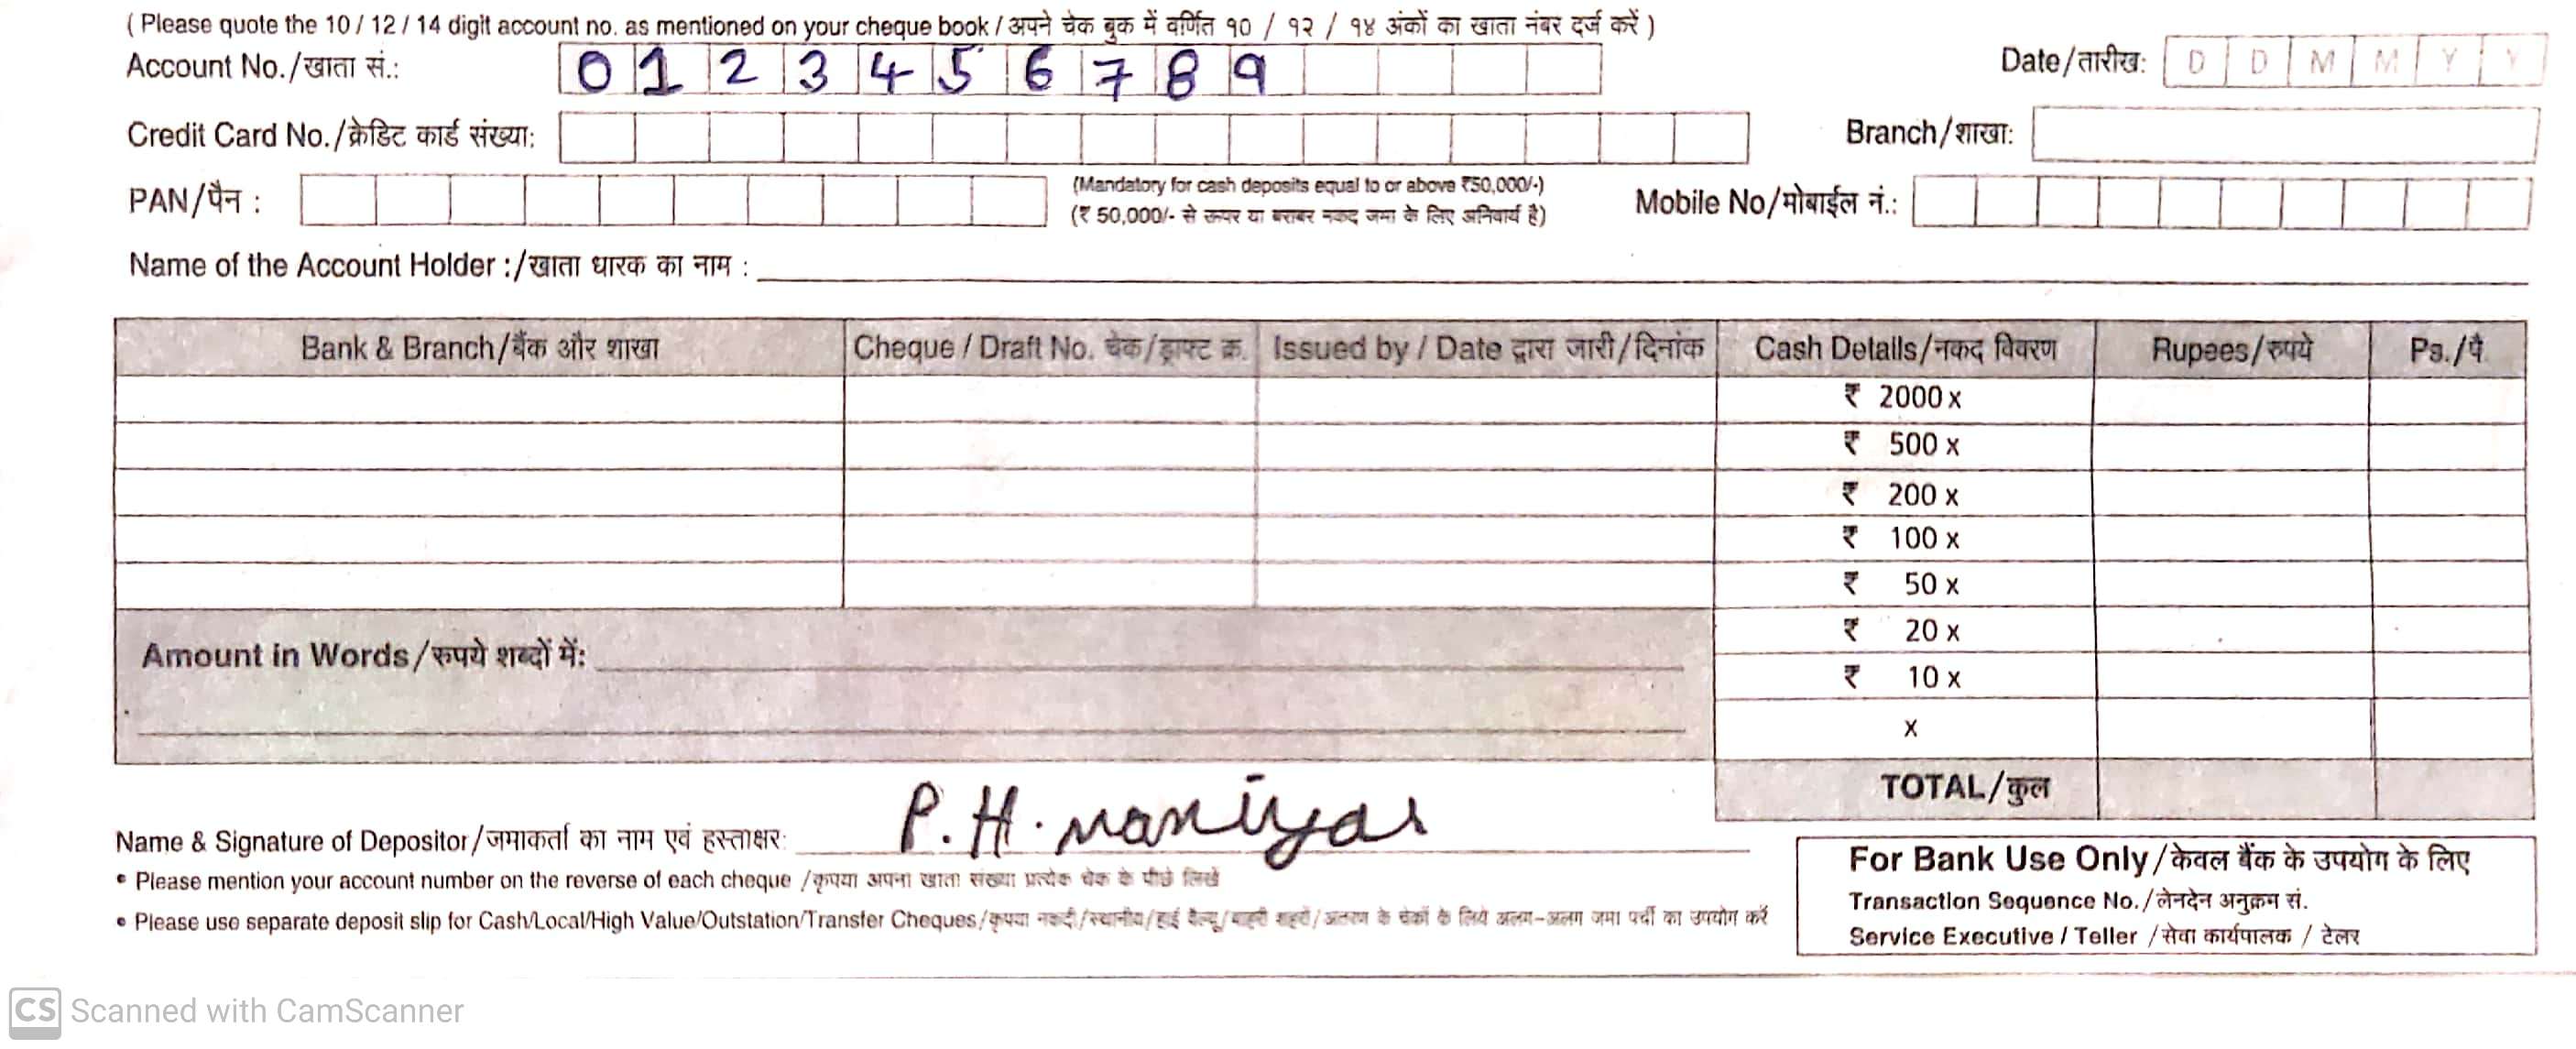 ( Please quote the 10 / 12 / 14 digit account no. as mentioned on your cheque book / अपने चेक बुक में वर्णित १० / १२ / १४ अंकों का खाता नंबर दर्ज करें )
Account No./खाता सं.: 0 1 2 3 4 5 6 7 8 9
Date/तारीख: D D M M Y Y
Credit Card No./क्रेडिट कार्ड संख्या:
Branch/शाखा:
PAN/पैन :
(Mandatory for cash deposits equal to or above ₹50,000/-)
(₹ 50,000/- से ऊपर या बराबर नकद जमा के लिए अनिवार्य है)
Mobile No/मोबाईल नं.:
Name of the Account Holder :/खाता धारक का नाम :
Bank & Branch/बैंक और शाखा Cheque / Draft No. चेक/ड्राफ्ट क्र. Issued by / Date द्वारा जारी/दिनांक Cash Details/नकद विवरण Rupees/रुपये Ps./पै
₹ 2000 x
₹ 500 x
₹ 200 x
₹ 100 x
₹ 50 x
₹ 20 x
Amount in Words/रुपये शब्दों में:
₹ 10 x
x
TOTAL/कुल
Name & Signature of Depositor/जमाकर्ता का नाम एवं हस्ताक्षर: P. H. maniyar
• Please mention your account number on the reverse of each cheque /कृपया अपना खाता संख्या प्रत्येक चेक के पीछे लिखें
• Please use separate deposit slip for Cash/Local/High Value/Outstation/Transfer Cheques/कृपया नकदी/स्थानीय/हाई वैल्यू/बाहरी शहरों/अंतरण के चेकों के लिये अलग-अलग जमा पर्ची का उपयोग करें
For Bank Use Only/केवल बैंक के उपयोग के लिए
Transaction Sequence No./लेनदेन अनुक्रम सं.
Service Executive / Teller /सेवा कार्यपालक / टेलर
CS Scanned with CamScanner